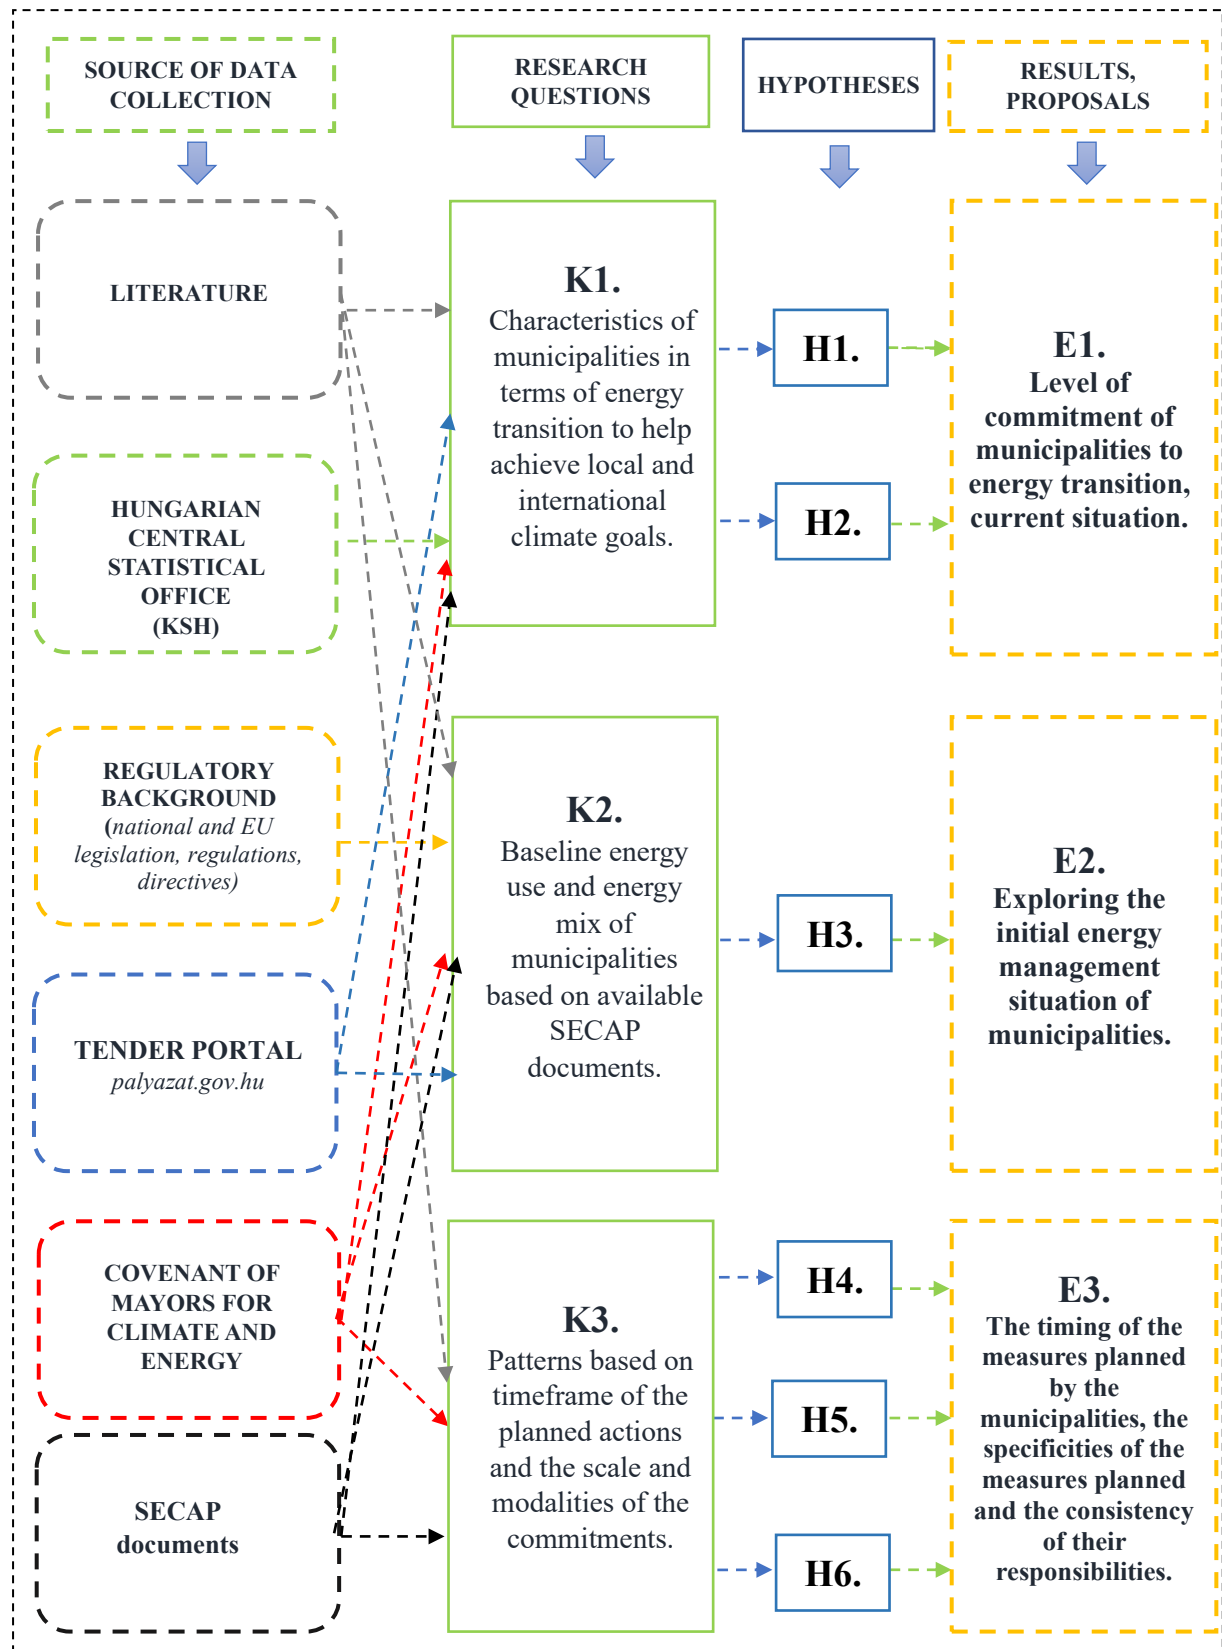 SOURCE OF DATA
COLLECTION
RESEARCH
QUESTIONS
HYPOTHESES
RESULTS,
PROPOSALS
LITERATURE
HUNGARIAN
CENTRAL
STATISTICAL
OFFICE
(KSH)
REGULATORY
BACKGROUND
(national and EU
legislation, regulations,
directives)
TENDER PORTAL
palyazat.gov.hu
COVENANT OF
MAYORS FOR
CLIMATE AND
ENERGY
SECAP
documents
K1.
Characteristics of
municipalities in
terms of energy
transition to help
achieve local and
international
climate goals.
K2.
Baseline energy
use and energy
mix of
municipalities
based on available
SECAP
documents.
K3.
Patterns based on
timeframe of the
planned actions
and the scale and
modalities of the
commitments.
H1.
H2.
H3.
H4.
H5.
H6.
E1.
Level of
commitment of
municipalities to
energy transition,
current situation.
E2.
Exploring the
initial energy
management
situation of
municipalities.
E3.
The timing of the
measures planned
by the
municipalities, the
specificities of the
measures planned
and the consistency
of their
responsibilities.